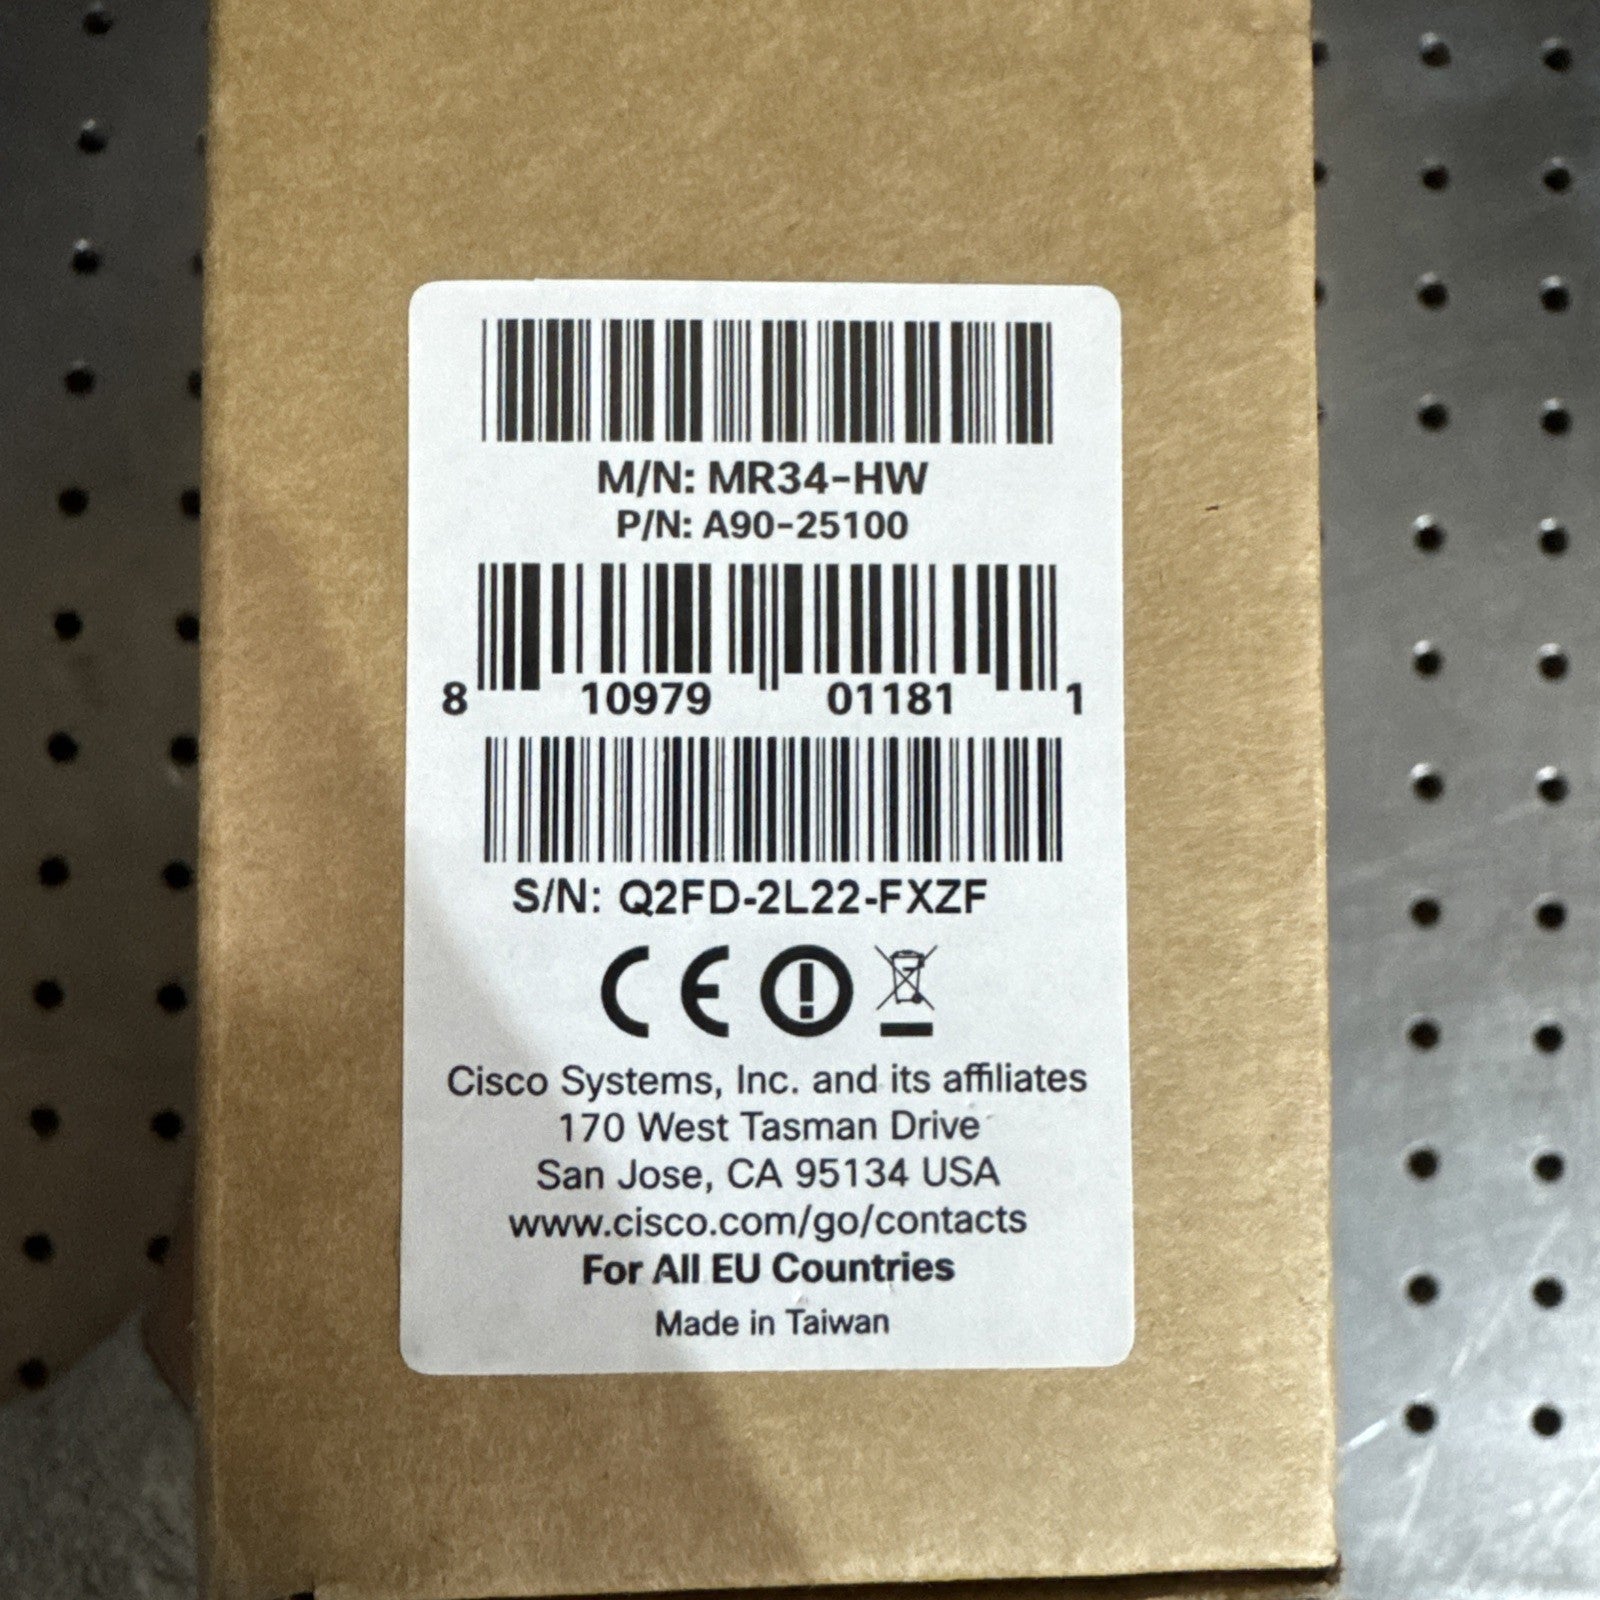 M/N: MR34-HW
P/N: A90-25100
8 10979 01181 1
S/N: Q2FD-2L22-FXZF
CE
Cisco Systems, Inc. and its affiliates
170 West Tasman Drive
San Jose, CA 95134 USA
www.cisco.com/go/contacts
For All EU Countries
Made in Taiwan